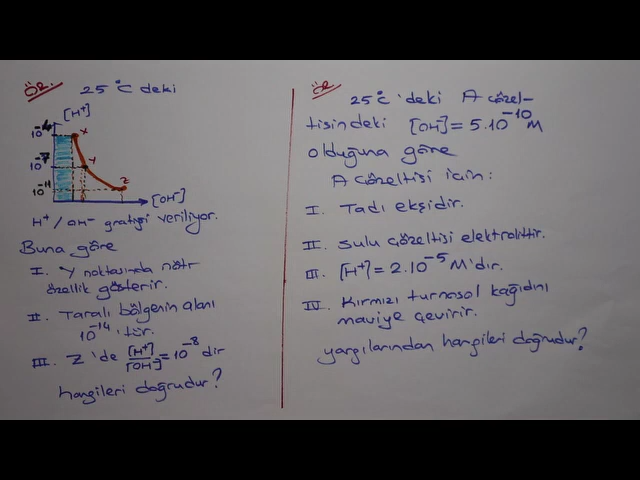 ÖR.
25°C deki
[H⁺]
10⁻⁴
X
10⁻⁷
Y
10⁻¹¹
Z
[OH⁻]
H⁺/OH⁻ grafiği veriliyor.
Buna göre
I. Y noktasında nötr
özellik gösterir.
II. Taralı bölgenin alanı
10⁻¹⁴ 'tür.
III. Z 'de [H⁺]/[OH⁻] = 10⁻⁸ dir
hangileri doğrudur?
ÖR
25°C 'deki A çözel-
tisindeki [OH⁻] = 5.10⁻¹⁰ M
olduğuna göre
A çözeltisi için:
I. Tadı ekşidir.
II. Sulu çözeltisi elektrolittir.
III. [H⁺] = 2.10⁻⁵ M'dır.
IV. Kırmızı turnusol kağıdını
maviye çevirir.
yargılarından hangileri doğrudur?